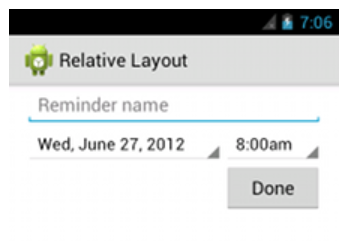 7:06
Relative Layout
Reminder name
Wed, June 27, 2012 8:00am
Done